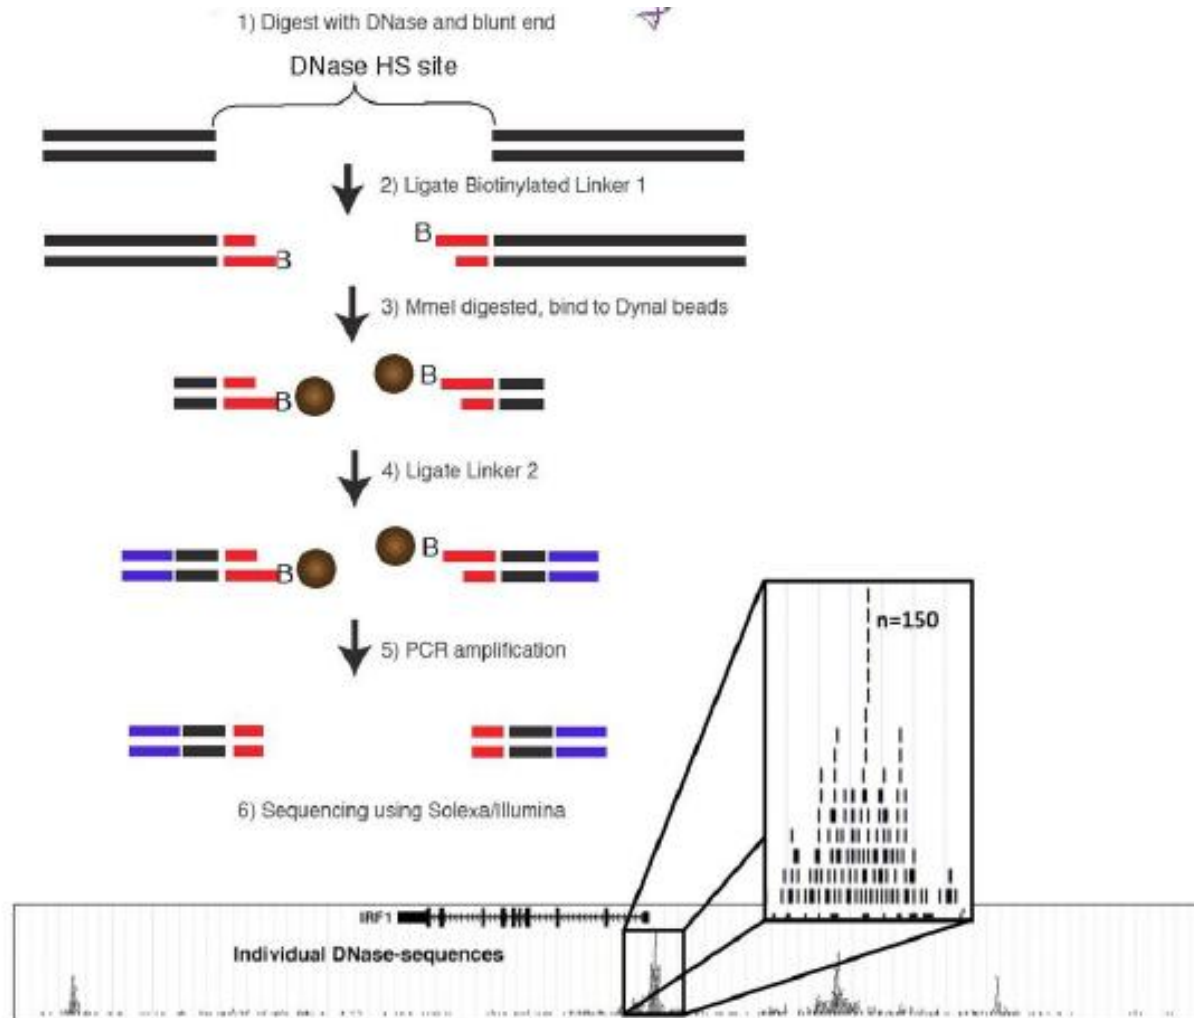 1) Digest with DNase and blunt end
DNase HS site
2) Ligate Biotinylated Linker 1
B
B
3) MmeI digested, bind to Dynal beads
B
B
4) Ligate Linker 2
B
B
5) PCR amplification
n=150
6) Sequencing using Solexa/Illumina
IRF1
Individual DNase-sequences